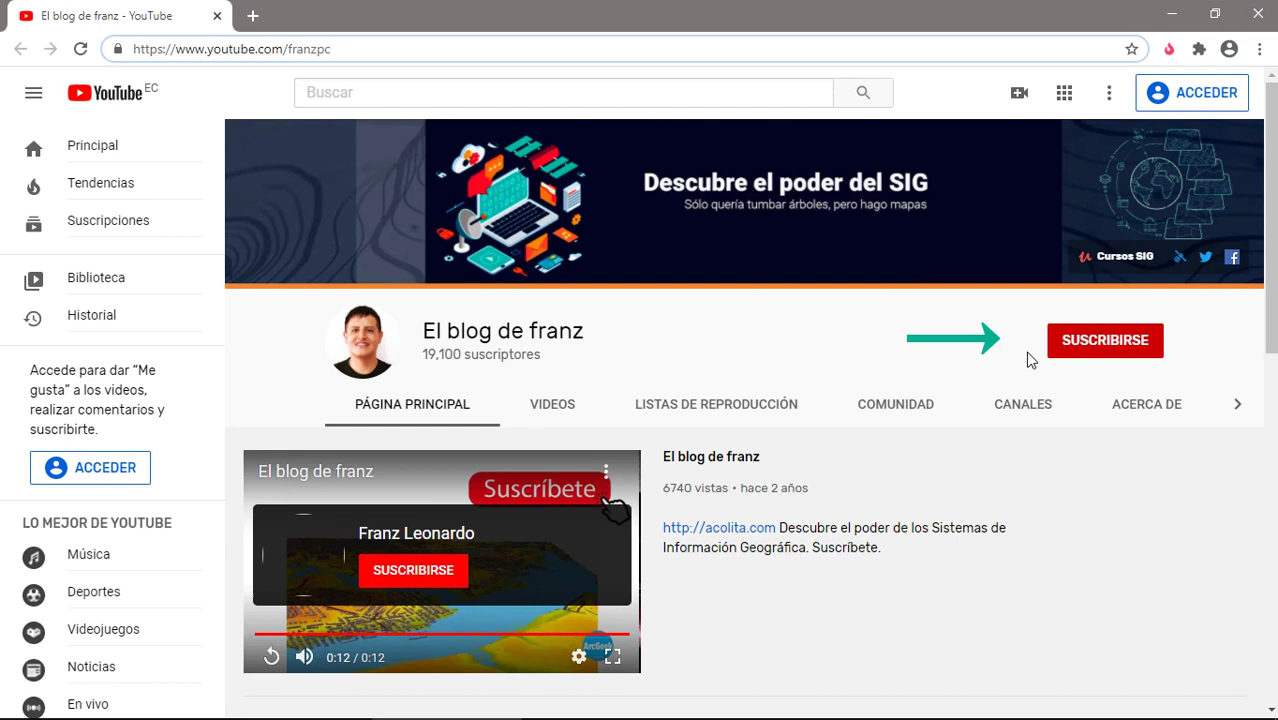 El blog de franz - YouTube
https://www.youtube.com/franzpc
YouTube EC
Buscar
ACCEDER
Principal
Tendencias
Suscripciones
Biblioteca
Historial
Accede para dar “Me
gusta” a los videos,
realizar comentarios y
suscribirte.
ACCEDER
LO MEJOR DE YOUTUBE
Música
Deportes
Videojuegos
Noticias
En vivo
Descubre el poder del SIG
Sólo quería tumbar árboles, pero hago mapas
Cursos SIG
El blog de franz
19,100 suscriptores
SUSCRIBIRSE
PÁGINA PRINCIPAL VIDEOS LISTAS DE REPRODUCCIÓN COMUNIDAD CANALES ACERCA DE
El blog de franz
Suscríbete
Franz Leonardo
SUSCRIBIRSE
ArcGeek
0:12 / 0:12
El blog de franz
6740 vistas • hace 2 años
http://acolita.com Descubre el poder de los Sistemas de
Información Geográfica. Suscríbete.